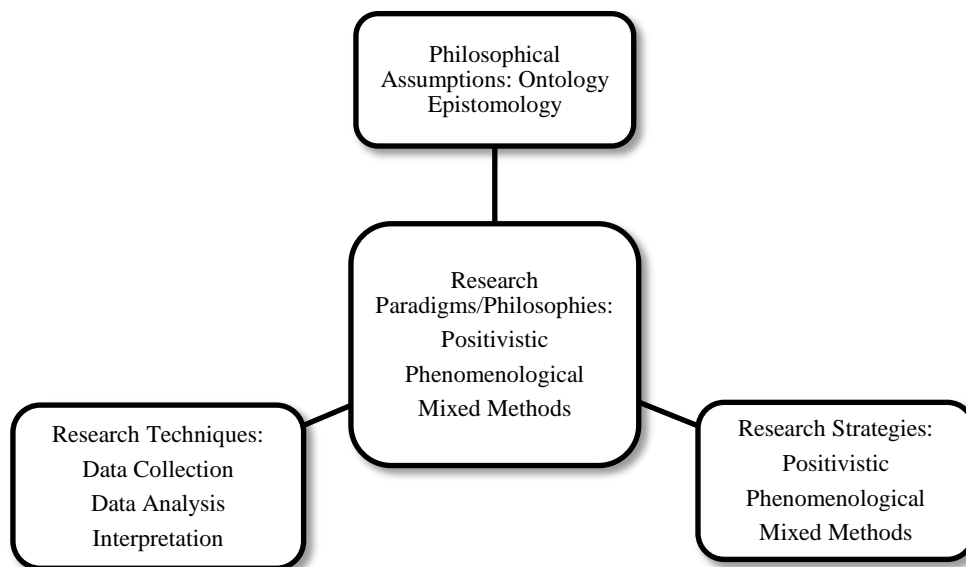 Philosophical
Assumptions: Ontology
Epistomology
Research
Paradigms/Philosophies:
Positivistic
Phenomenological
Mixed Methods
Research Techniques:
Data Collection
Data Analysis
Interpretation
Research Strategies:
Positivistic
Phenomenological
Mixed Methods